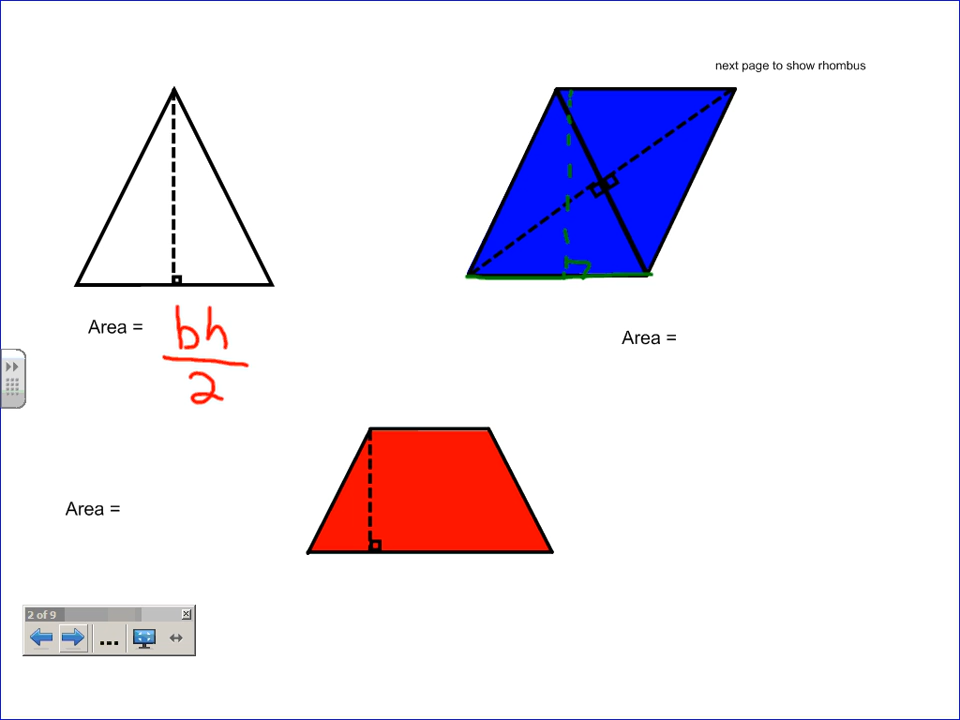 next page to show rhombus
Area =
bh
2
Area =
Area =
2 of 9
...